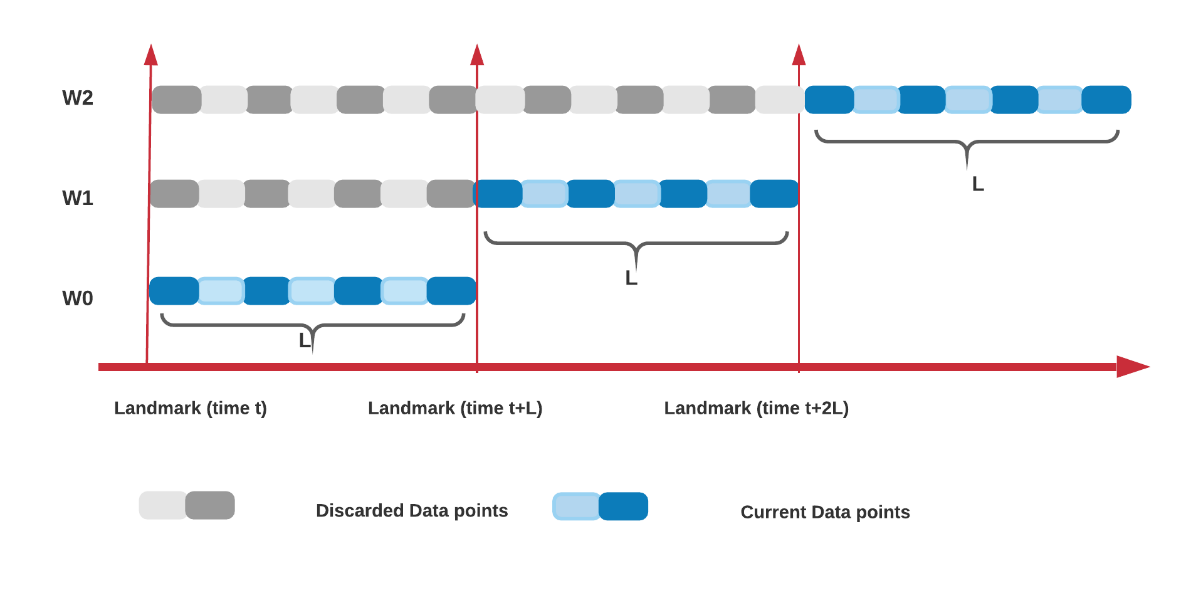 W2
L
W1
L
W0
L
Landmark (time t) Landmark (time t+L) Landmark (time t+2L)
Discarded Data points Current Data points